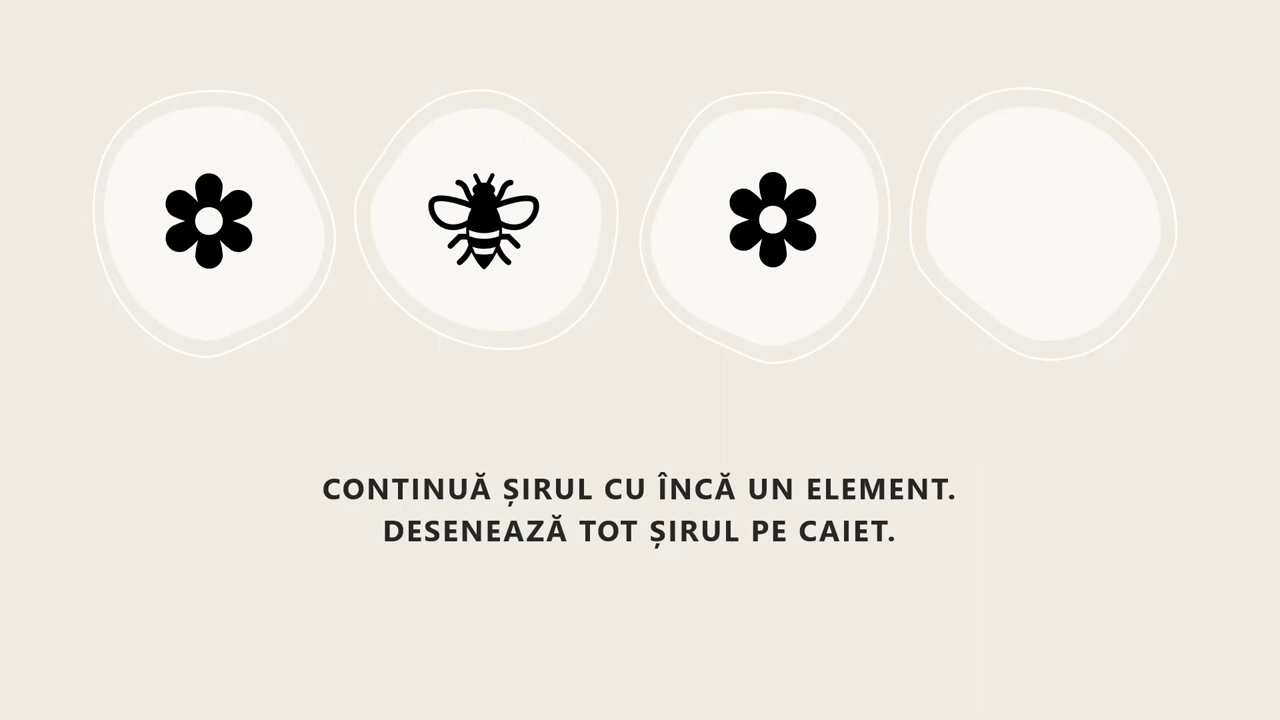 CONTINUĂ ȘIRUL CU ÎNCĂ UN ELEMENT.
DESENEAZĂ TOT ȘIRUL PE CAIET.